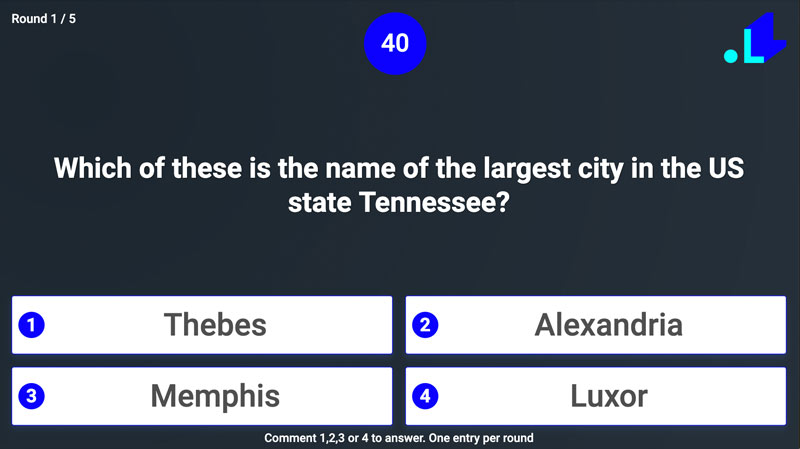 Round 1 / 5
40
.L
Which of these is the name of the largest city in the US
state Tennessee?
1 Thebes
2 Alexandria
3 Memphis
4 Luxor
Comment 1,2,3 or 4 to answer. One entry per round